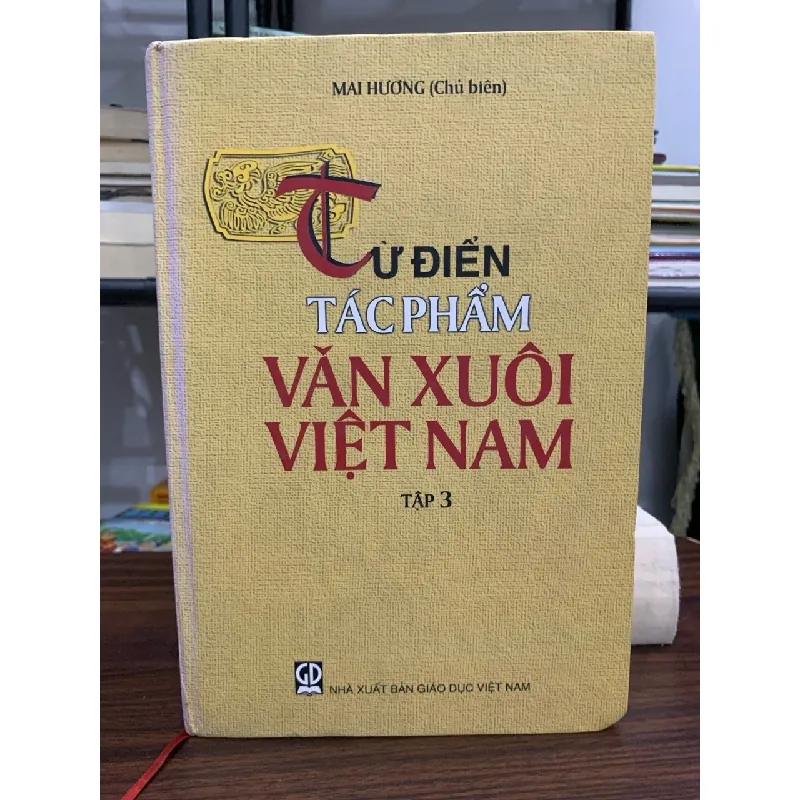 MAI HƯƠNG (Chủ biên)
TỪ ĐIỂN
TÁC PHẨM
VĂN XUÔI
VIỆT NAM
TẬP 3
GD
NHÀ XUẤT BẢN GIÁO DỤC VIỆT NAM